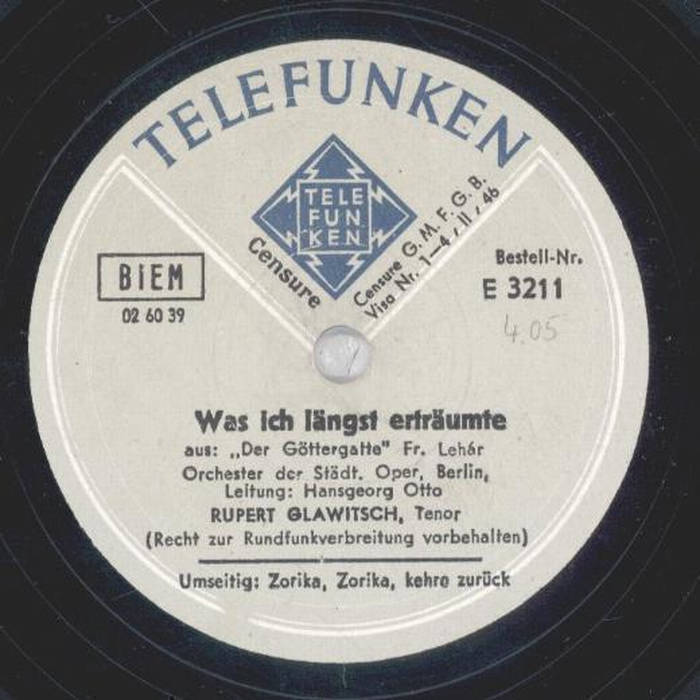 TELEFUNKEN
TELE
FUN
KEN
Censure
Censure G. M. F. G. B.
Visa Nr. 1—4 / II / 46
BIEM
02 60 39
Bestell-Nr.
E 3211
4.05
Was ich längst erträumte
aus: „Der Göttergatte" Fr. Lehár
Orchester der Städt. Oper, Berlin,
Leitung: Hansgeorg Otto
RUPERT GLAWITSCH, Tenor
(Recht zur Rundfunkverbreitung vorbehalten)
Umseitig: Zorika, Zorika, kehre zurück